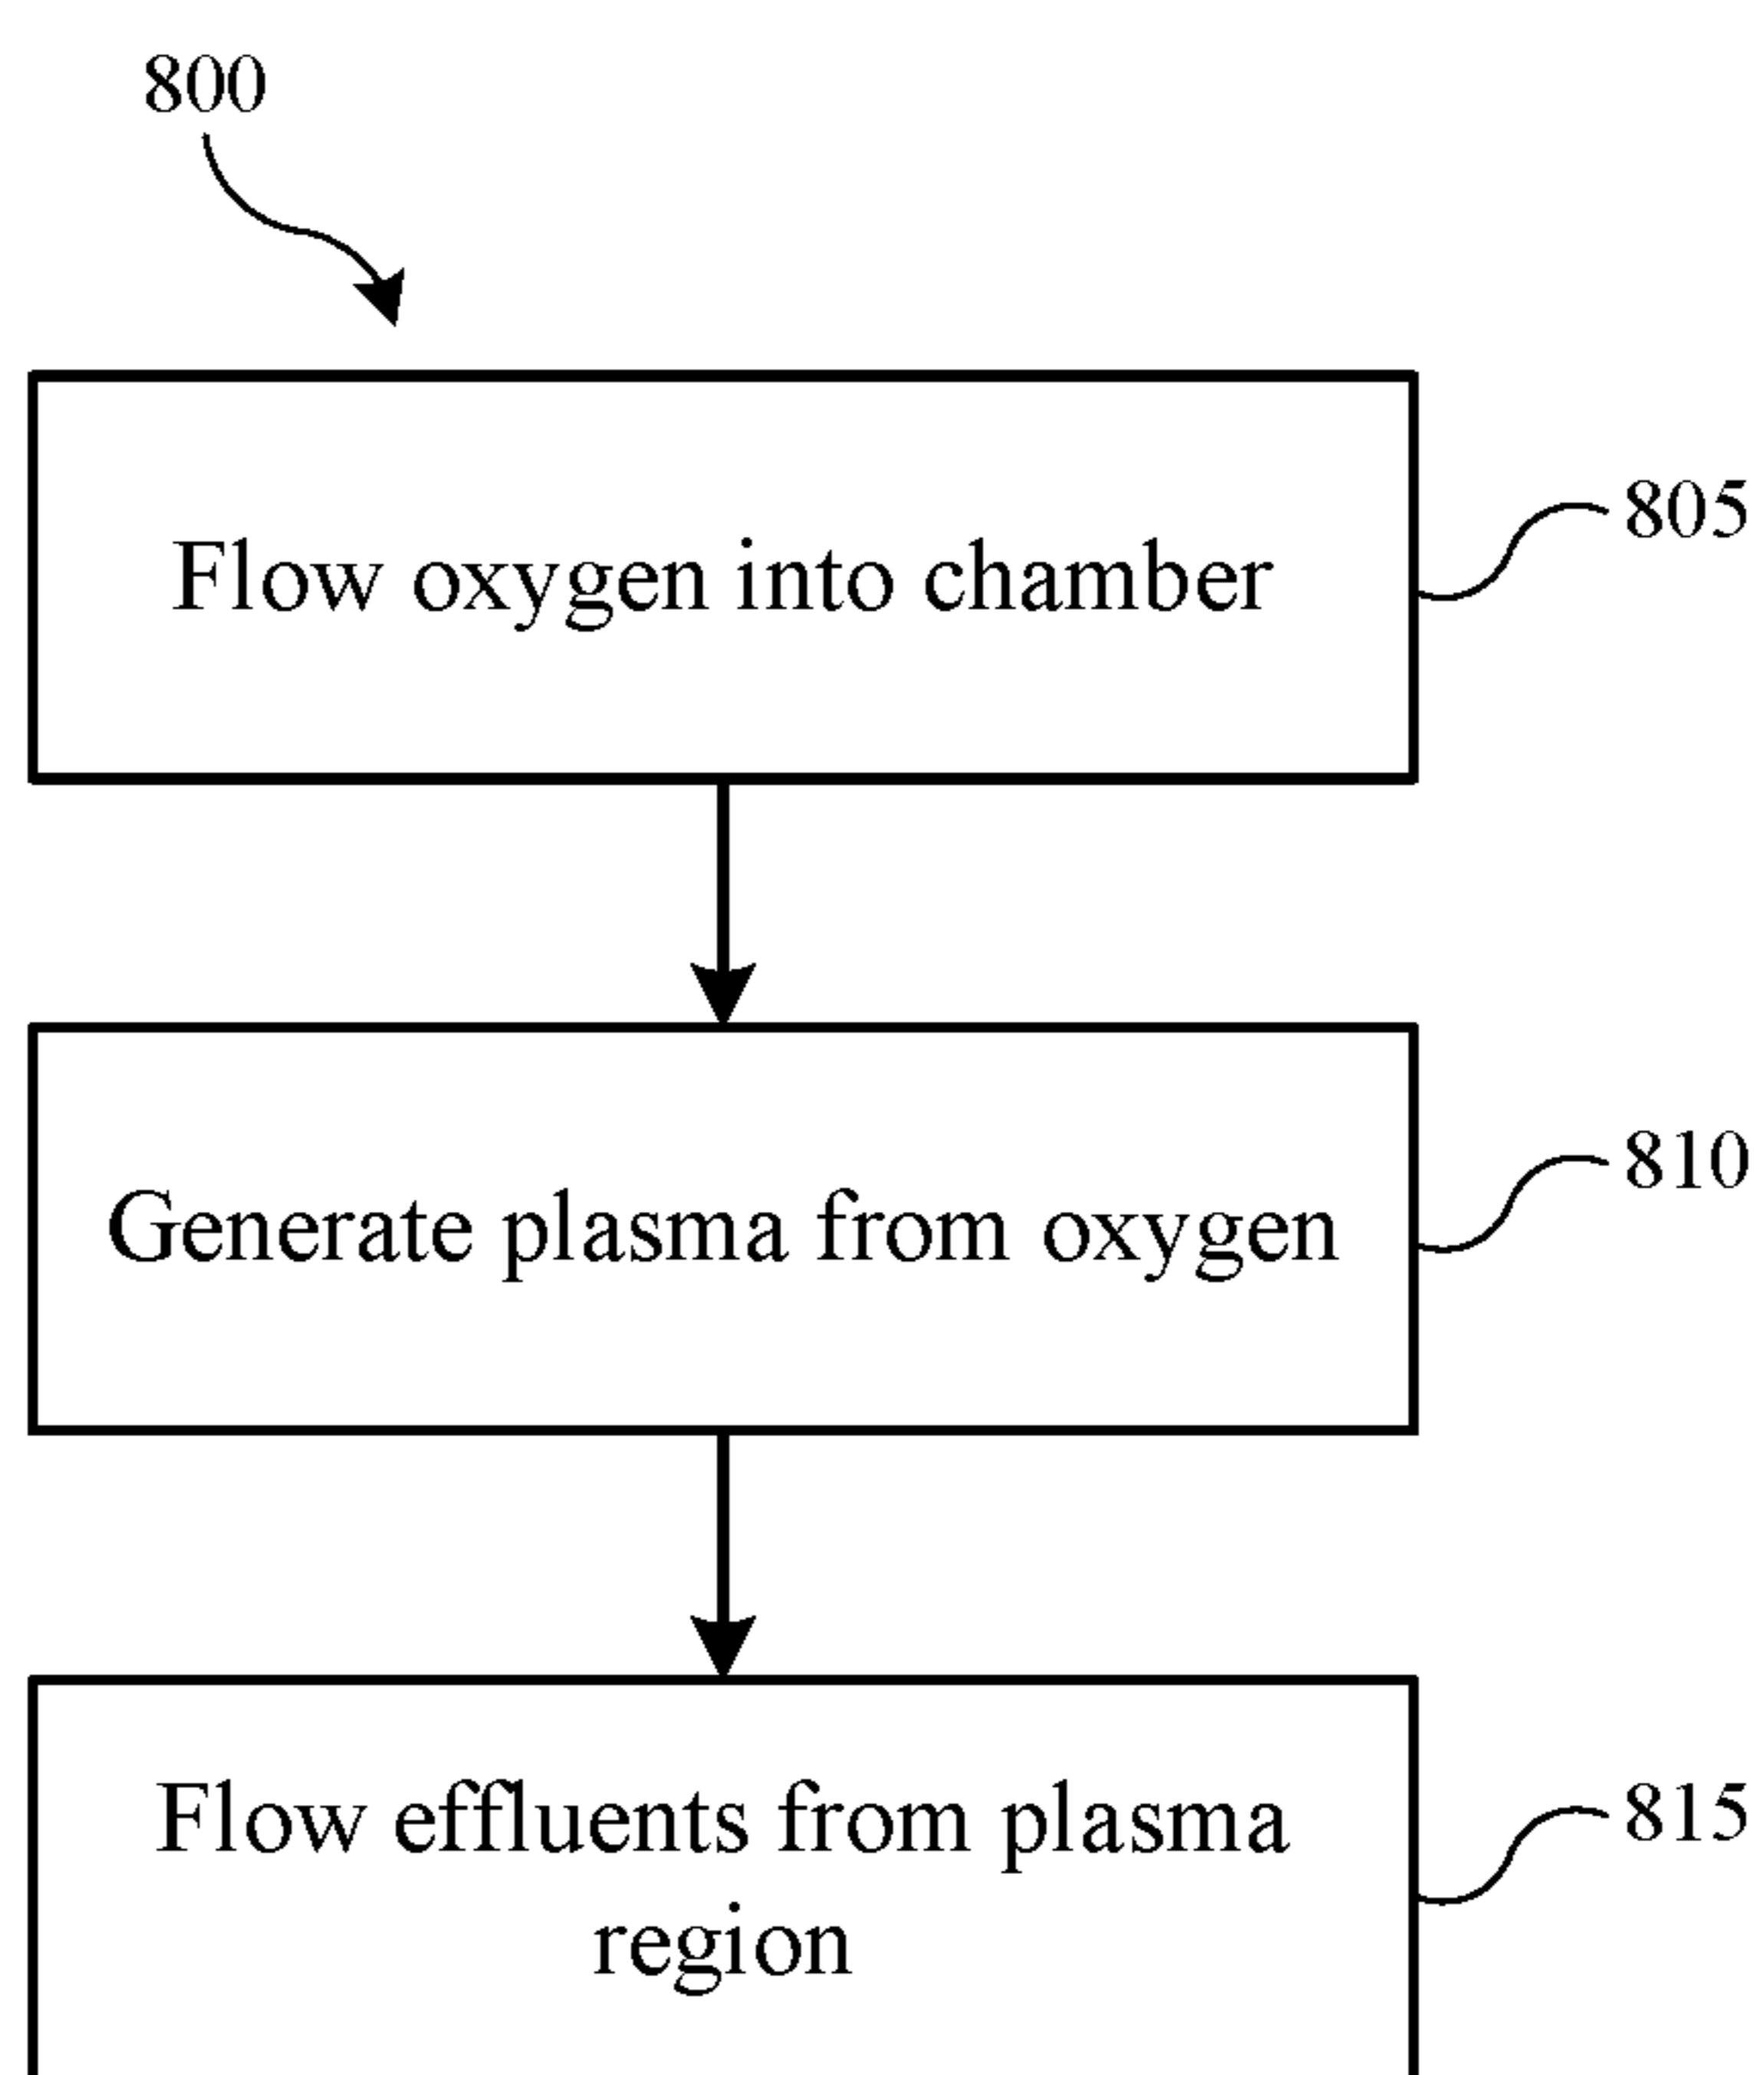 800
Flow oxygen into chamber
805
Generate plasma from oxygen
810
Flow effluents from plasma
region
815